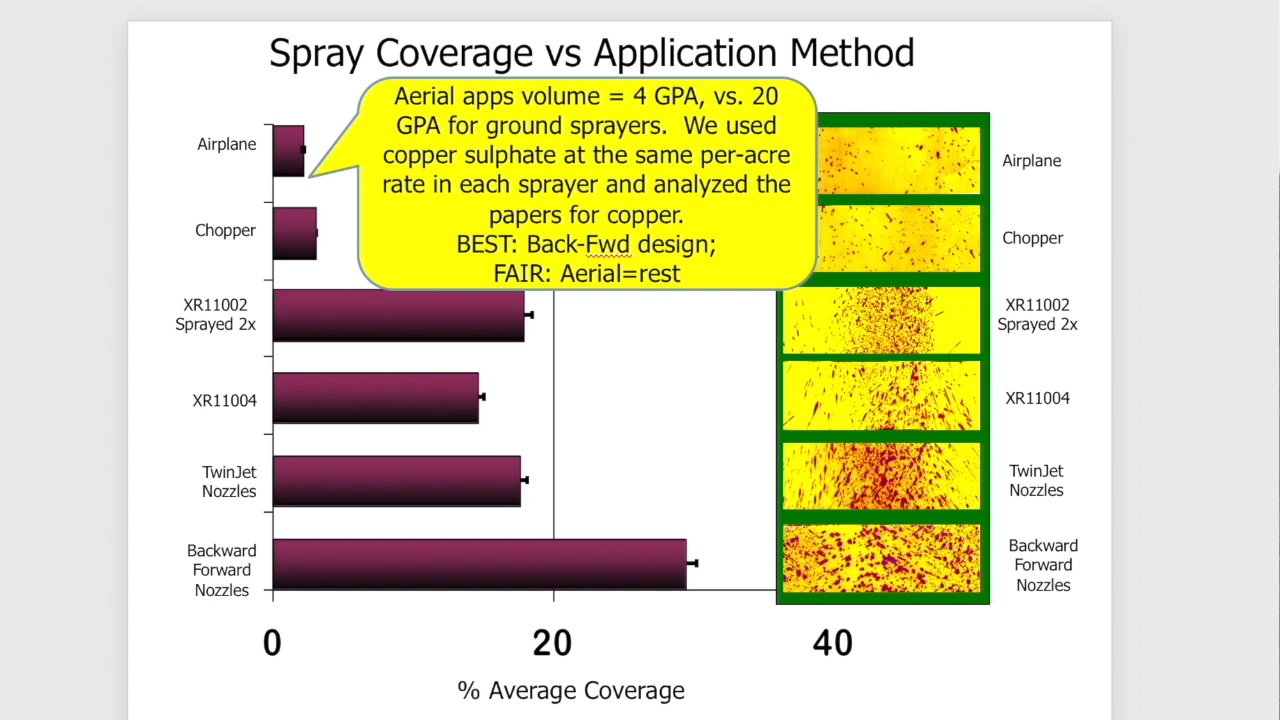 Spray Coverage vs Application Method
Aerial apps volume = 4 GPA, vs. 20
GPA for ground sprayers. We used
copper sulphate at the same per-acre
rate in each sprayer and analyzed the
papers for copper.
BEST: Back-Fwd design;
FAIR: Aerial=rest
Airplane
Chopper
XR11002
Sprayed 2x
XR11004
TwinJet
Nozzles
Backward
Forward
Nozzles
Airplane
Chopper
XR11002
Sprayed 2x
XR11004
TwinJet
Nozzles
Backward
Forward
Nozzles
0 20 40
% Average Coverage